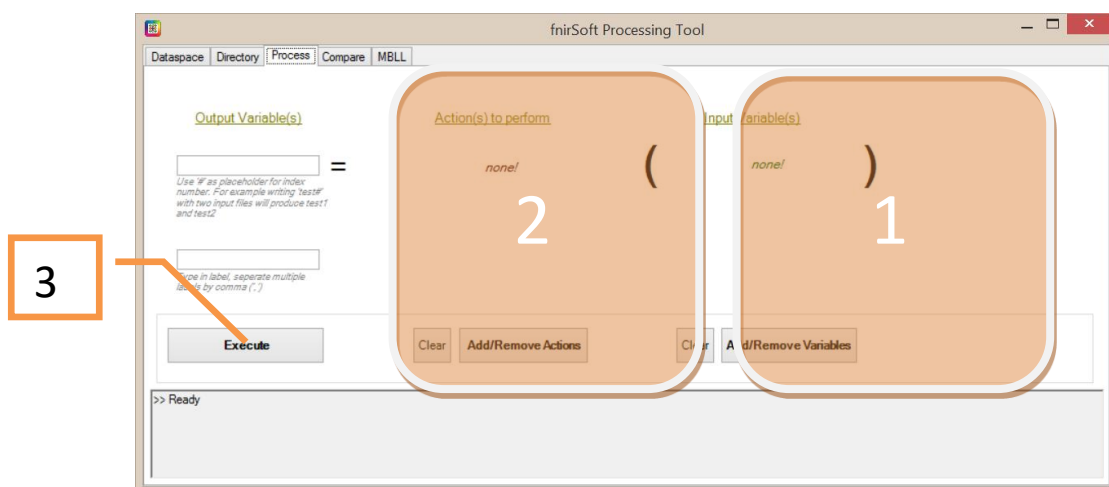 fnirSoft Processing Tool
Dataspace Directory Process Compare MBLL
Output Variable(s) Action(s) to perform Input Variable(s)
= none! ( none! )
Use '#' as placeholder for index
number. For example writing 'test#'
with two input files will produce test1
and test2
2 1
3
Type in label, seperate multiple
labels by comma (',')
Execute Clear Add/Remove Actions Clear Add/Remove Variables
>> Ready